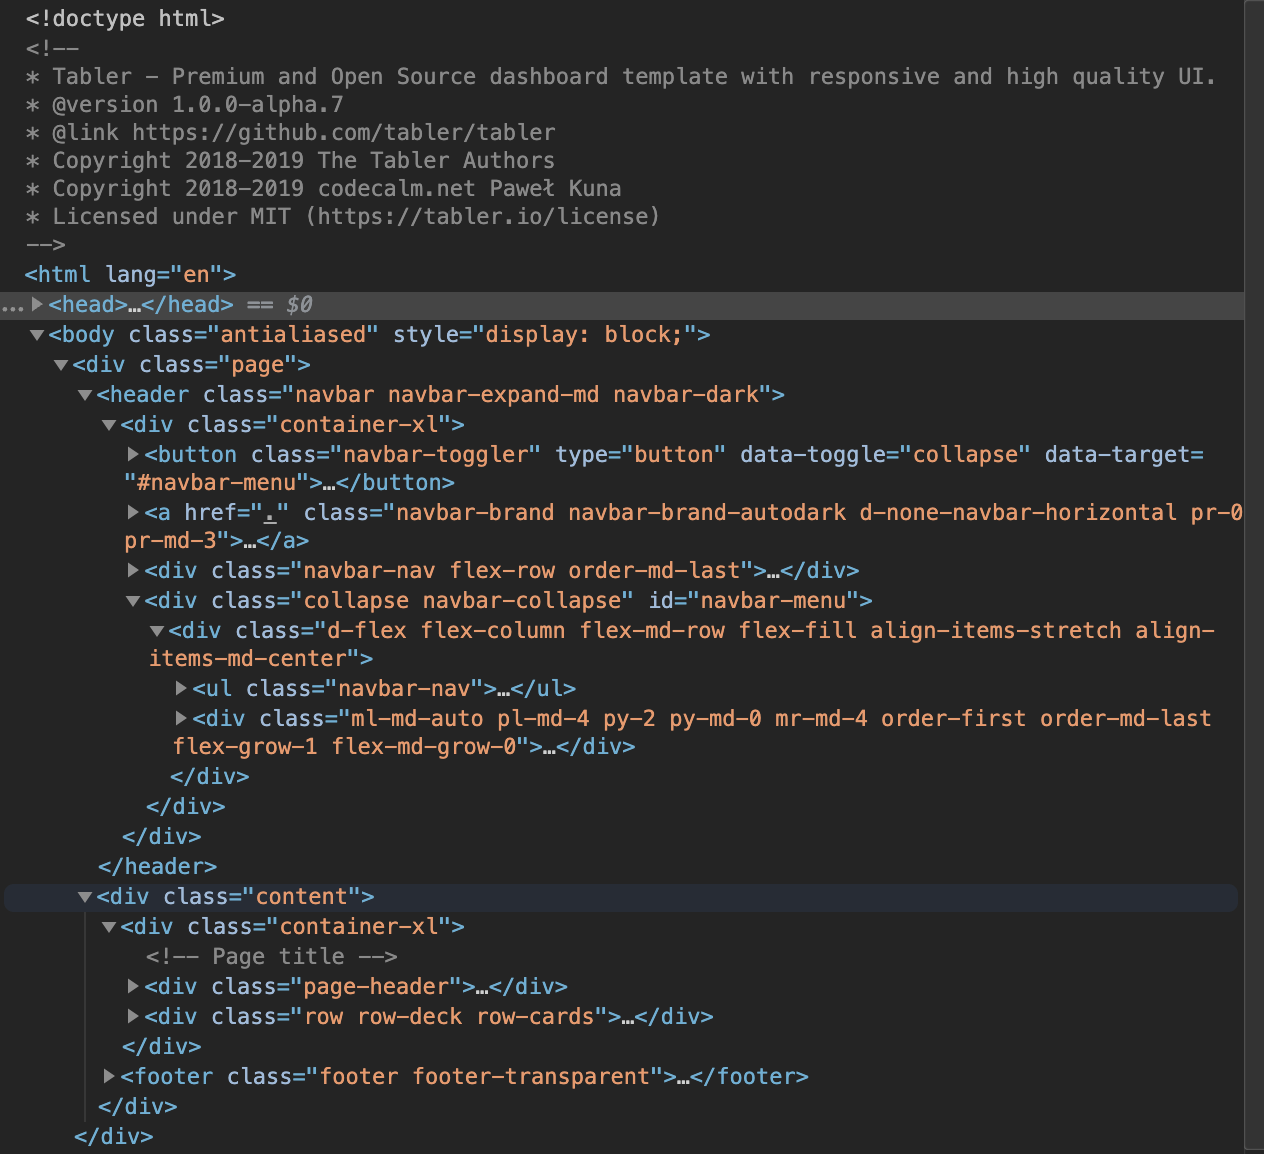 <!doctype html>
<!--
* Tabler - Premium and Open Source dashboard template with responsive and high quality UI.
* @version 1.0.0-alpha.7
* @link https://github.com/tabler/tabler
* Copyright 2018-2019 The Tabler Authors
* Copyright 2018-2019 codecalm.net Paweł Kuna
* Licensed under MIT (https://tabler.io/license)
-->
<html lang="en">
… ▶<head>…</head> == $0
▼<body class="antialiased" style="display: block;">
▼<div class="page">
▼<header class="navbar navbar-expand-md navbar-dark">
▼<div class="container-xl">
▶<button class="navbar-toggler" type="button" data-toggle="collapse" data-target=
"#navbar-menu">…</button>
▶<a href="." class="navbar-brand navbar-brand-autodark d-none-navbar-horizontal pr-0
pr-md-3">…</a>
▶<div class="navbar-nav flex-row order-md-last">…</div>
▼<div class="collapse navbar-collapse" id="navbar-menu">
▼<div class="d-flex flex-column flex-md-row flex-fill align-items-stretch align-
items-md-center">
▶<ul class="navbar-nav">…</ul>
▶<div class="ml-md-auto pl-md-4 py-2 py-md-0 mr-md-4 order-first order-md-last
flex-grow-1 flex-md-grow-0">…</div>
</div>
</div>
</div>
</header>
▼<div class="content">
▼<div class="container-xl">
<!-- Page title -->
▶<div class="page-header">…</div>
▶<div class="row row-deck row-cards">…</div>
</div>
▶<footer class="footer footer-transparent">…</footer>
</div>
</div>